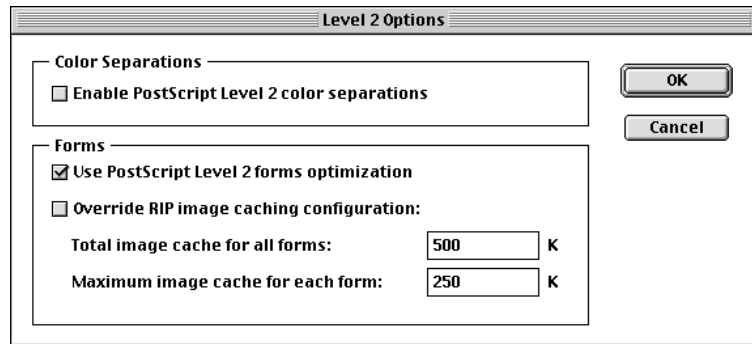 Level 2 Options
Color Separations
Enable PostScript Level 2 color separations
OK
Cancel
Forms
Use PostScript Level 2 forms optimization
Override RIP image caching configuration:
Total image cache for all forms: 500 K
Maximum image cache for each form: 250 K